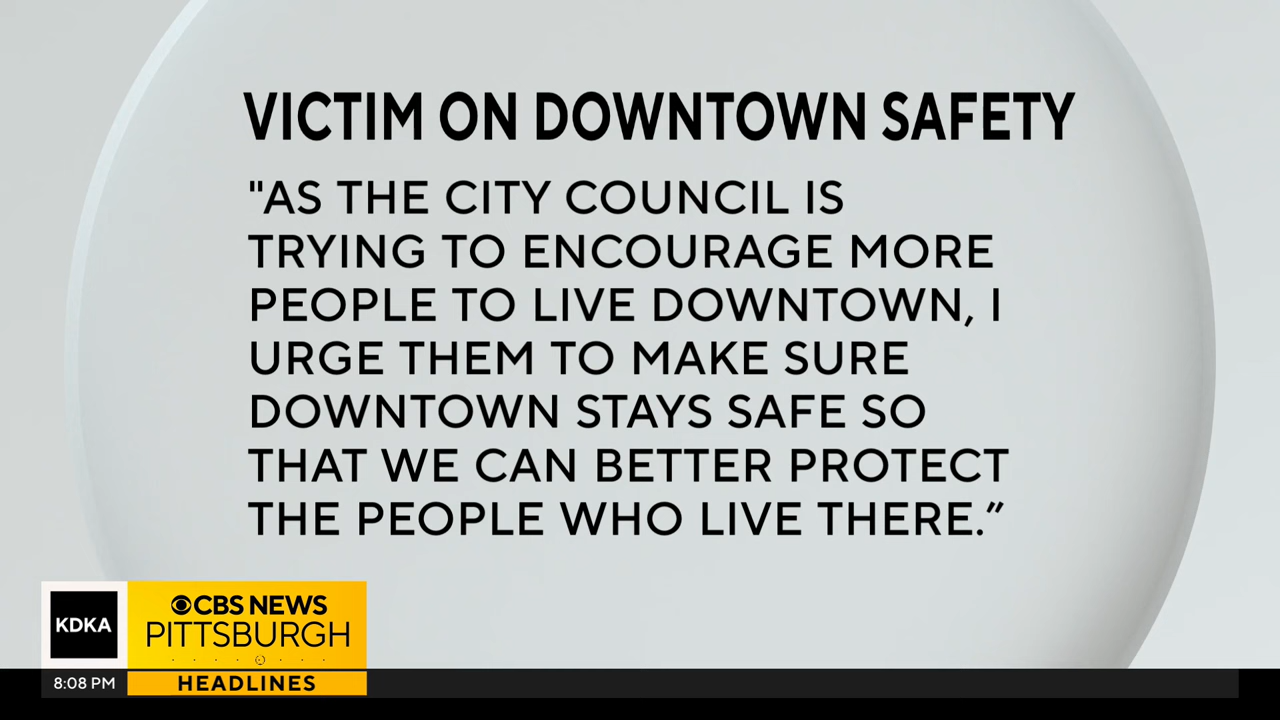 VICTIM ON DOWNTOWN SAFETY
"AS THE CITY COUNCIL IS
TRYING TO ENCOURAGE MORE
PEOPLE TO LIVE DOWNTOWN, I
URGE THEM TO MAKE SURE
DOWNTOWN STAYS SAFE SO
THAT WE CAN BETTER PROTECT
THE PEOPLE WHO LIVE THERE.”
KDKA
CBS NEWS
PITTSBURGH
8:08 PM
HEADLINES